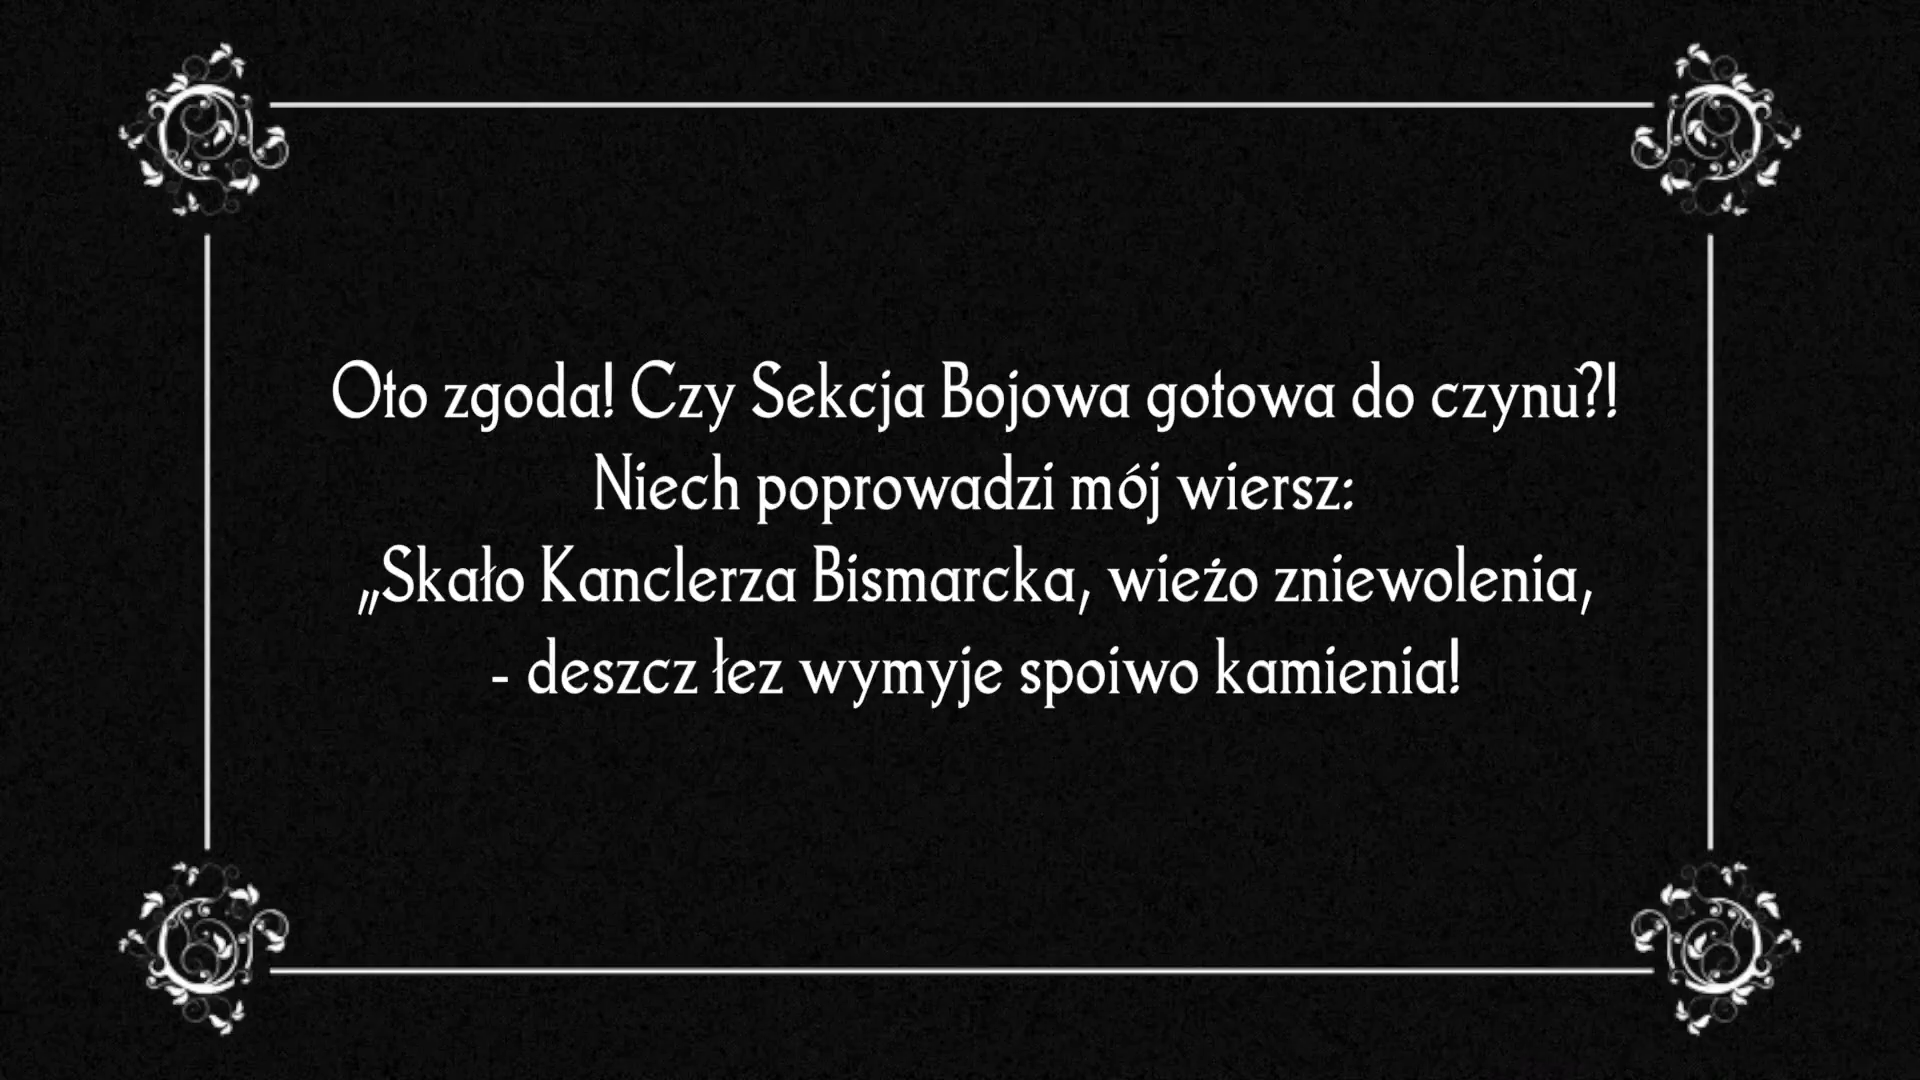 Oto zgoda! Czy Sekcja Bojowa gotowa do czynu?!
Niech poprowadzi mój wiersz:
„Skało Kanclerza Bismarcka, wieżo zniewolenia,
- deszcz łez wymyje spoiwo kamienia!